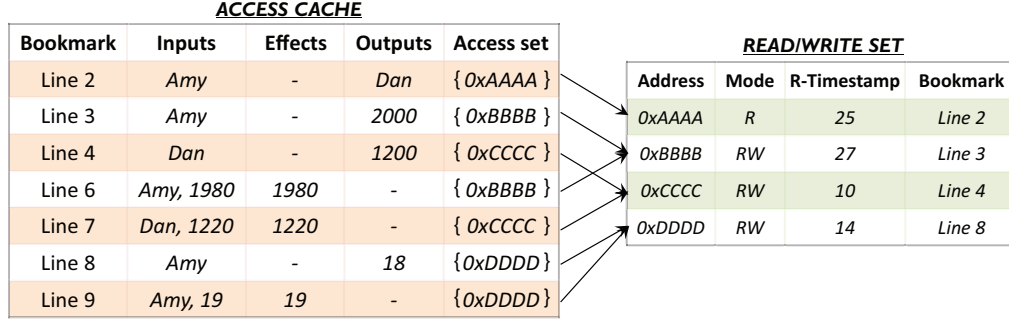 ACCESS CACHE
Bookmark Inputs Effects Outputs Access set
Line 2 Amy - Dan { 0xAAAA }
Line 3 Amy - 2000 { 0xBBBB }
Line 4 Dan - 1200 { 0xCCCC }
Line 6 Amy, 1980 1980 - { 0xBBBB }
Line 7 Dan, 1220 1220 - { 0xCCCC }
Line 8 Amy - 18 { 0xDDDD }
Line 9 Amy, 19 19 - { 0xDDDD }
READ/WRITE SET
Address Mode R-Timestamp Bookmark
0xAAAA R 25 Line 2
0xBBBB RW 27 Line 3
0xCCCC RW 10 Line 4
0xDDDD RW 14 Line 8